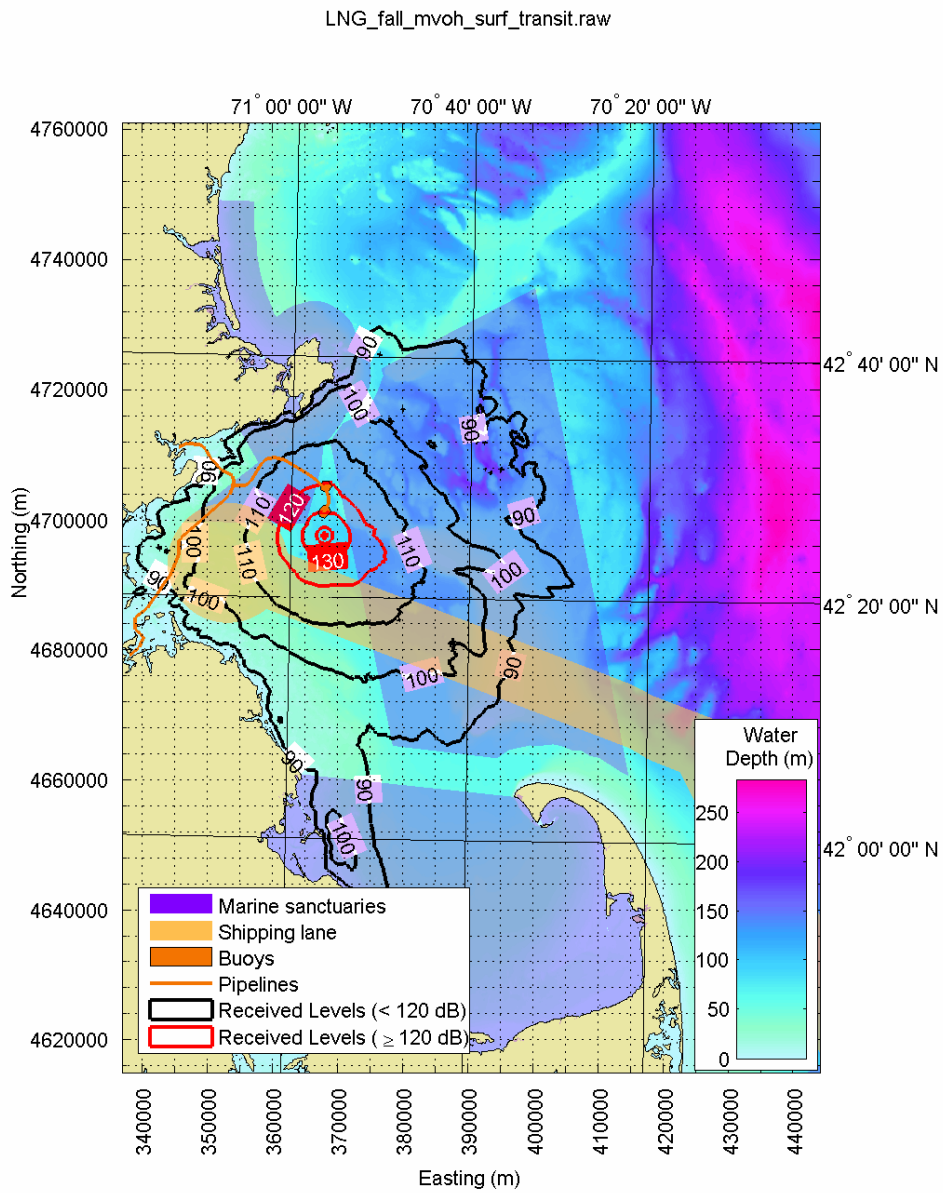 LNG_fall_mvoh_surf_transit.raw
71° 00' 00" W
70° 40' 00" W
70° 20' 00" W
4760000
4740000
4720000
4700000
4680000
4660000
4640000
4620000
Northing (m)
42° 40' 00" N
42° 20' 00" N
42° 00' 00" N
90
100
90
90
110
120
90
100
110
130
110
100
90
100
100
90
90
90
100
Water
Depth (m)
250
200
150
100
50
0
Marine sanctuaries
Shipping lane
Buoys
Pipelines
Received Levels (< 120 dB)
Received Levels ( ≥ 120 dB)
340000
350000
360000
370000
380000
390000
400000
410000
420000
430000
440000
Easting (m)